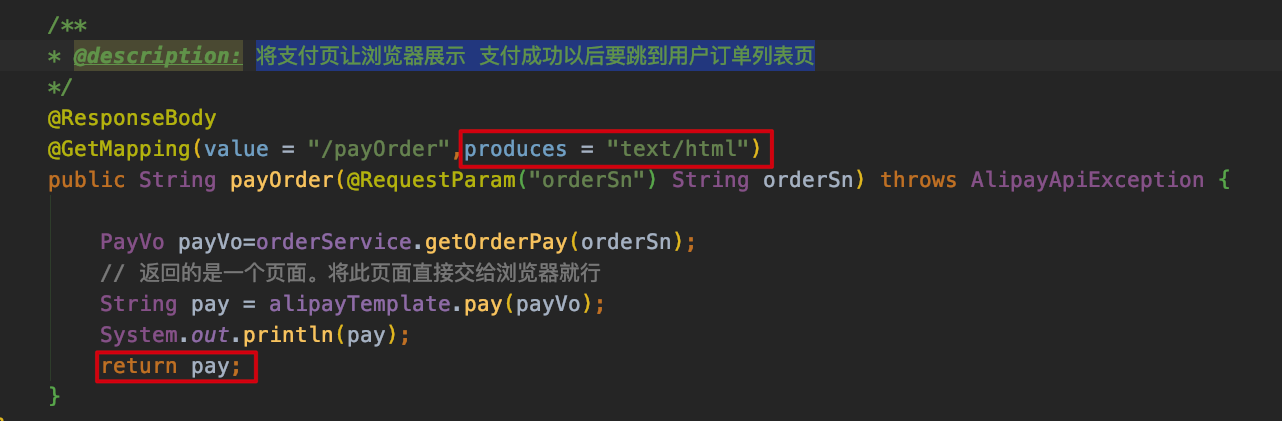 /**
* @description: 将支付页让浏览器展示 支付成功以后要跳到用户订单列表页
*/
@ResponseBody
@GetMapping(value = "/payOrder",produces = "text/html")
public String payOrder(@RequestParam("orderSn") String orderSn) throws AlipayApiException {
PayVo payVo=orderService.getOrderPay(orderSn);
// 返回的是一个页面。将此页面直接交给浏览器就行
String pay = alipayTemplate.pay(payVo);
System.out.println(pay);
return pay;
}